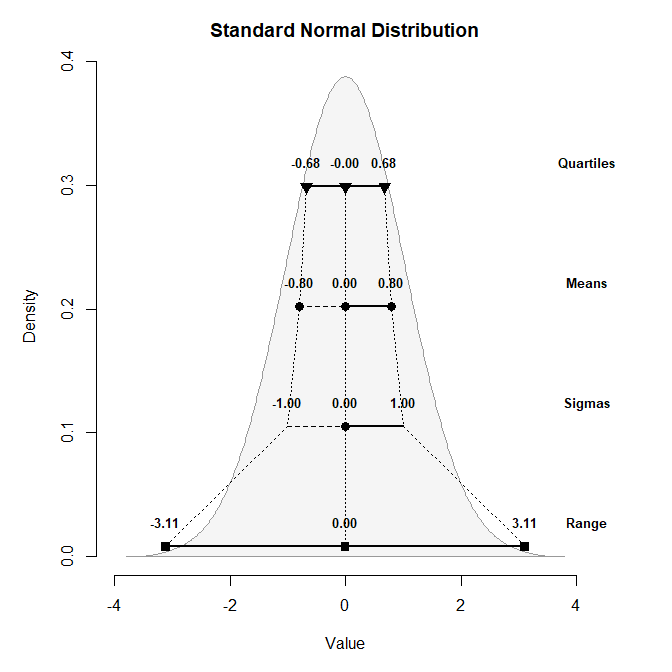 Standard Normal Distribution
0.4
-0.68 -0.00 0.68 Quartiles
0.3
-0.80 0.00 0.80 Means
0.2
Density
-1.00 0.00 1.00 Sigmas
0.1
-3.11 0.00 3.11 Range
0.0
-4 -2 0 2 4
Value